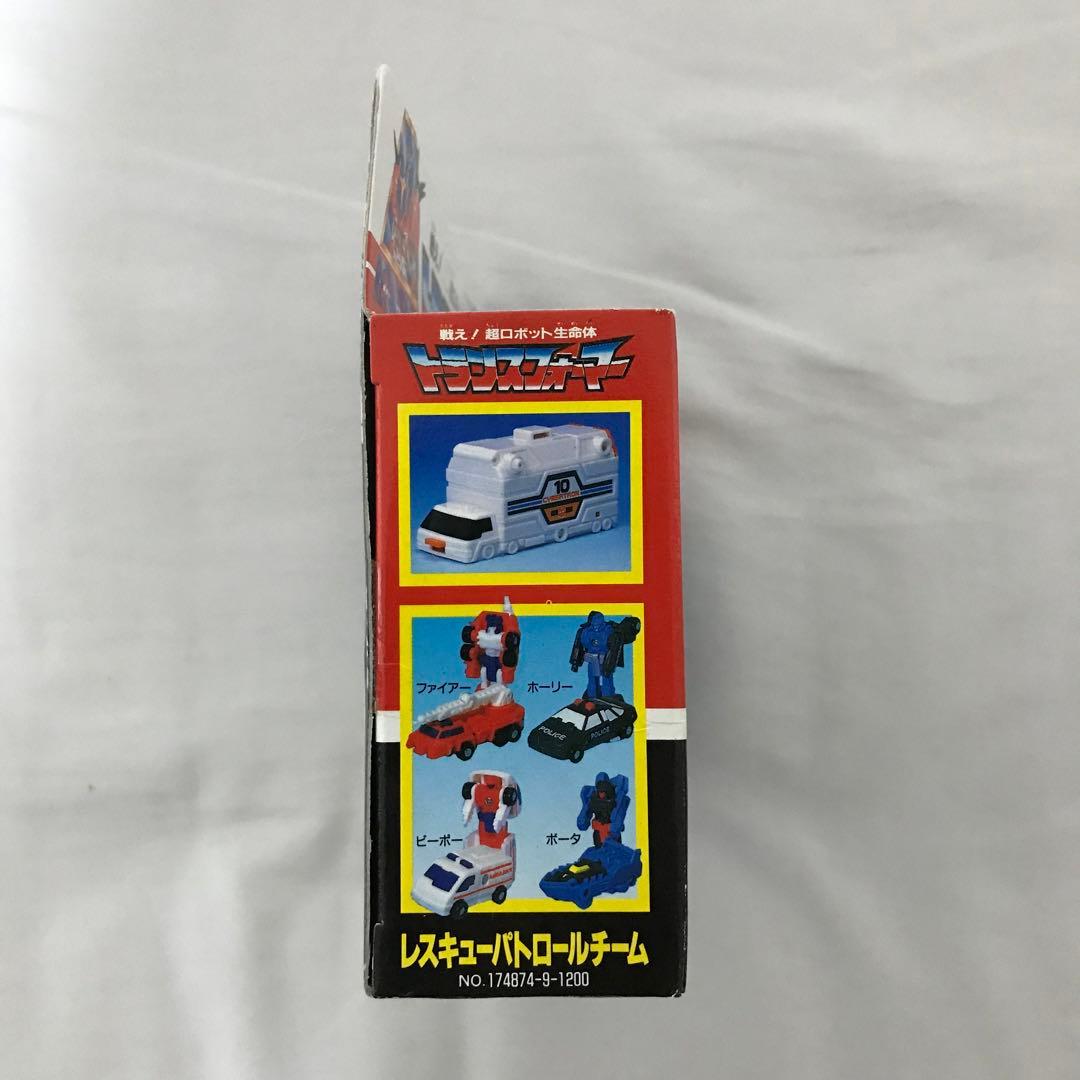 戦え！超ロボット生命体
トランスフォーマー
10
CYBERTRON
ファイアー
ホーリー
POLICE
POLICE
ピーポー
ボータ
AMBULANCE
レスキューパトロールチーム
NO.174874-9-1200